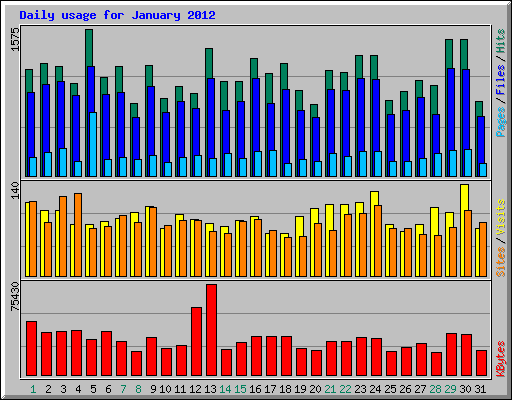 Daily usage for January 2012
1575
Pages / Files / Hits
140
Sites / Visits
75430
KBytes
1 2 3 4 5 6 7 8 9 10 11 12 13 14 15 16 17 18 19 20 21 22 23 24 25 26 27 28 29 30 31